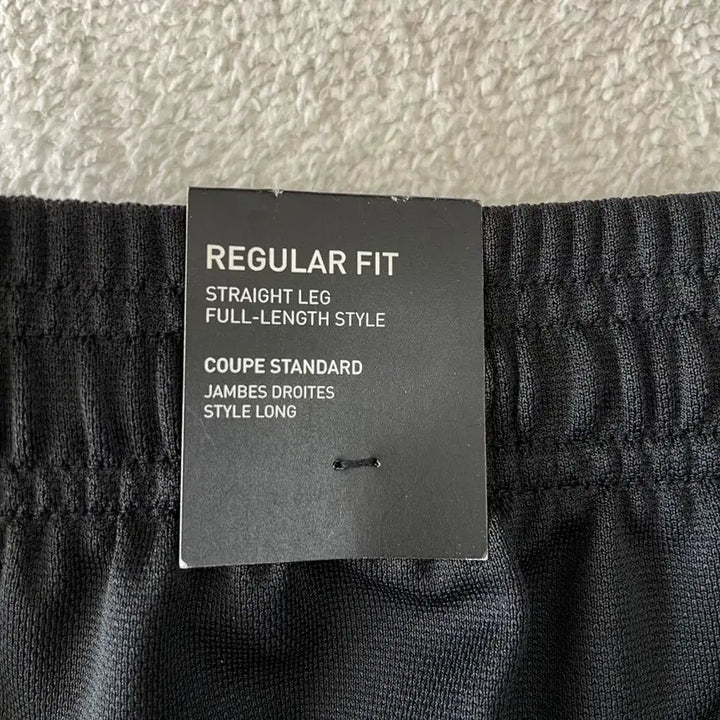 REGULAR FIT
STRAIGHT LEG
FULL-LENGTH STYLE
COUPE STANDARD
JAMBES DROITES
STYLE LONG